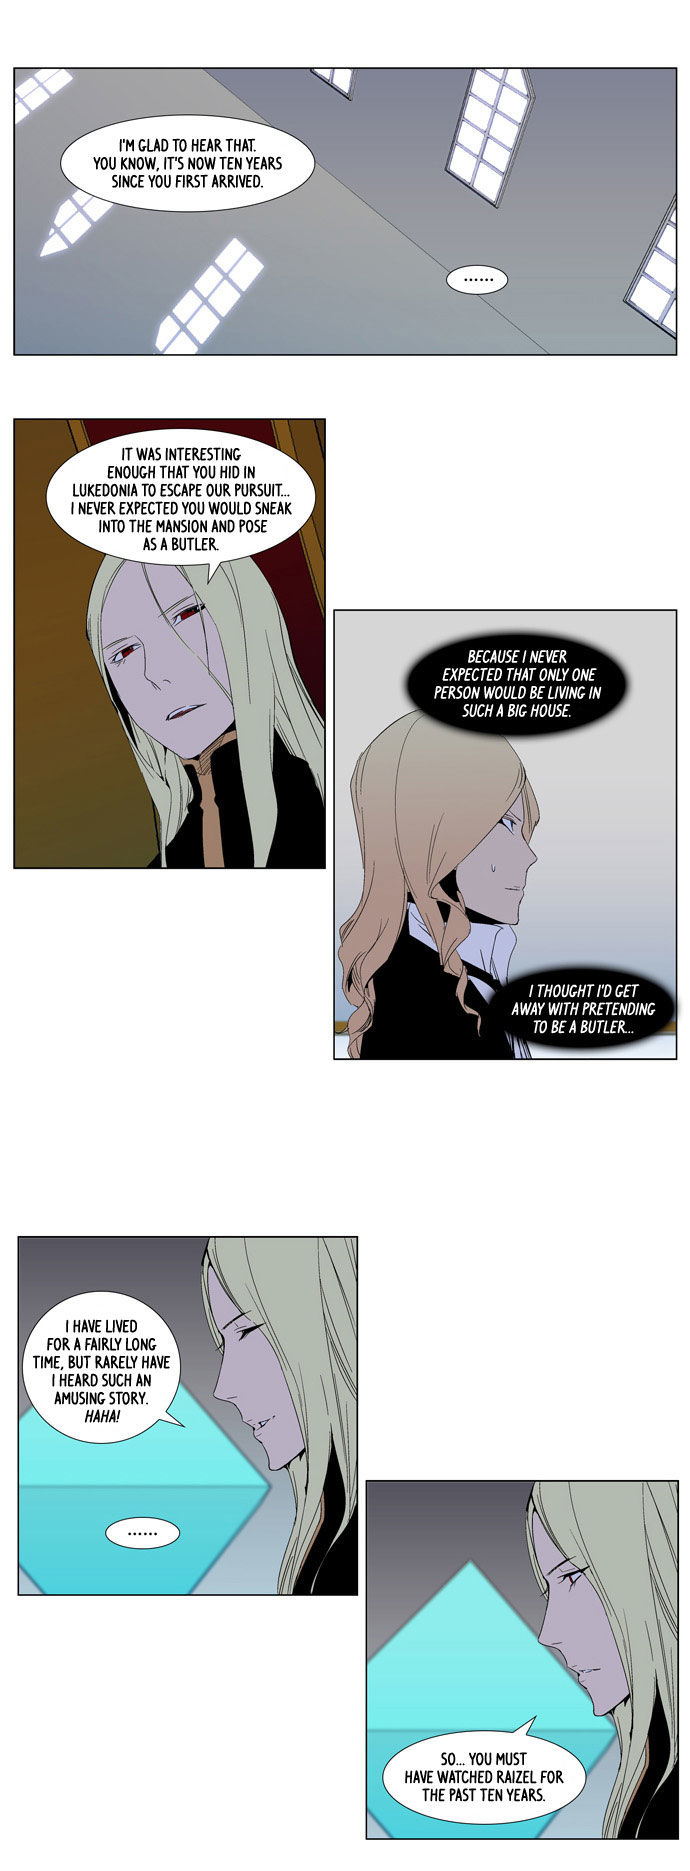 I'M GLAD TO HEAR THAT.
YOU KNOW, IT'S NOW TEN YEARS
SINCE YOU FIRST ARRIVED.
......
IT WAS INTERESTING
ENOUGH THAT YOU HID IN
LUKEDONIA TO ESCAPE OUR PURSUIT...
I NEVER EXPECTED YOU WOULD SNEAK
INTO THE MANSION AND POSE
AS A BUTLER.
BECAUSE I NEVER
EXPECTED THAT ONLY ONE
PERSON WOULD BE LIVING IN
SUCH A BIG HOUSE.
I THOUGHT I'D GET
AWAY WITH PRETENDING
TO BE A BUTLER...
I HAVE LIVED
FOR A FAIRLY LONG
TIME, BUT RARELY HAVE
I HEARD SUCH AN
AMUSING STORY.
HAHA!
......
SO... YOU MUST
HAVE WATCHED RAIZEL FOR
THE PAST TEN YEARS.